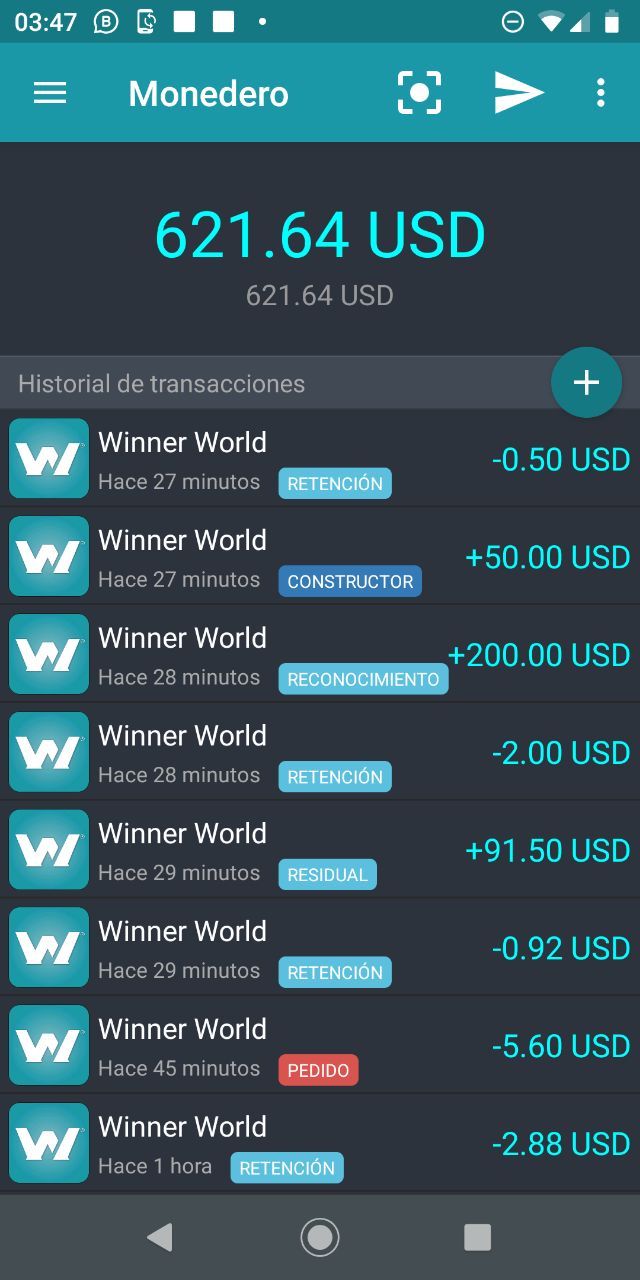 03:47
Monedero
621.64 USD
621.64 USD
Historial de transacciones
Winner World
-0.50 USD
Hace 27 minutos RETENCIÓN
Winner World
+50.00 USD
Hace 27 minutos CONSTRUCTOR
Winner World
+200.00 USD
Hace 28 minutos RECONOCIMIENTO
Winner World
-2.00 USD
Hace 28 minutos RETENCIÓN
Winner World
+91.50 USD
Hace 29 minutos RESIDUAL
Winner World
-0.92 USD
Hace 29 minutos RETENCIÓN
Winner World
-5.60 USD
Hace 45 minutos PEDIDO
Winner World
-2.88 USD
Hace 1 hora RETENCIÓN